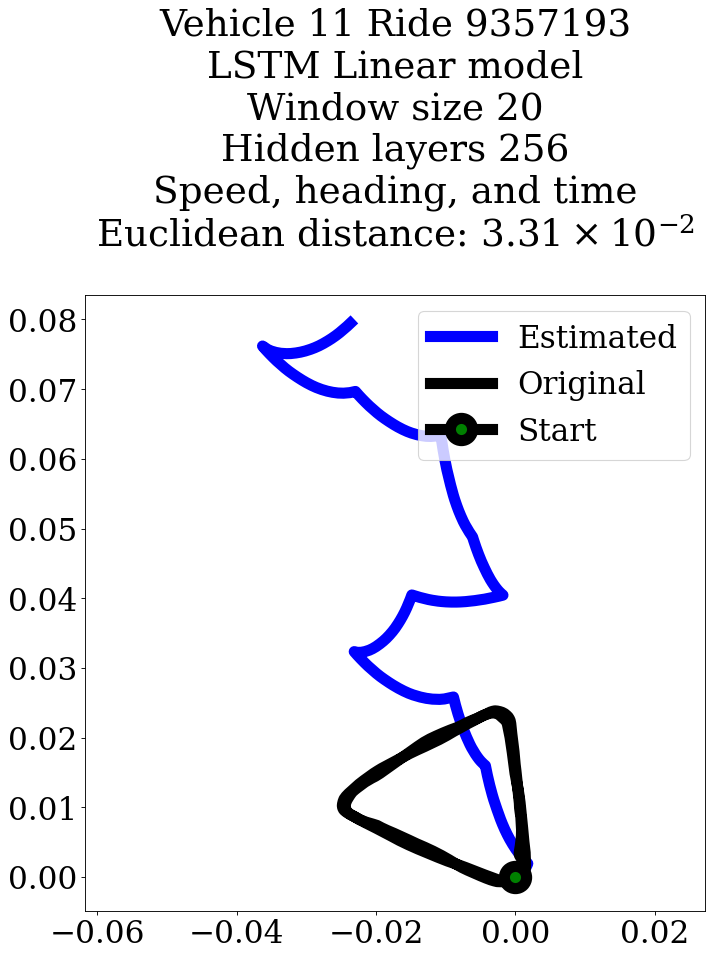 Vehicle 11 Ride 9357193
LSTM Linear model
Window size 20
Hidden layers 256
Speed, heading, and time
Euclidean distance: 3.31 × 10⁻²
Estimated
Original
Start
0.08
0.07
0.06
0.05
0.04
0.03
0.02
0.01
0.00
−0.06 −0.04 −0.02 0.00 0.02